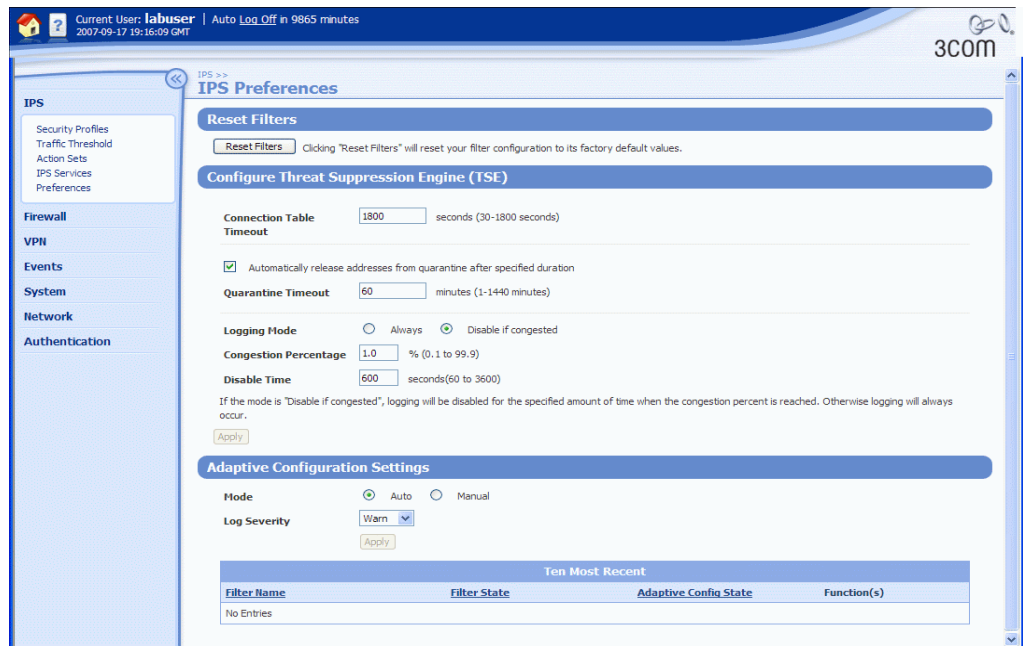 Current User: labuser | Auto Log Off in 9865 minutes
2007-09-17 19:16:09 GMT
3COM
IPS >>
IPS Preferences
IPS
Security Profiles
Traffic Threshold
Action Sets
IPS Services
Preferences
Firewall
VPN
Events
System
Network
Authentication
Reset Filters
Reset Filters Clicking "Reset Filters" will reset your filter configuration to its factory default values.
Configure Threat Suppression Engine (TSE)
Connection Table Timeout 1800 seconds (30-1800 seconds)
Automatically release addresses from quarantine after specified duration
Quarantine Timeout 60 minutes (1-1440 minutes)
Logging Mode Always Disable if congested
Congestion Percentage 1.0 % (0.1 to 99.9)
Disable Time 600 seconds(60 to 3600)
If the mode is "Disable if congested", logging will be disabled for the specified amount of time when the congestion percent is reached. Otherwise logging will always
occur.
Apply
Adaptive Configuration Settings
Mode Auto Manual
Log Severity Warn
Apply
Ten Most Recent
Filter Name Filter State Adaptive Config State Function(s)
No Entries